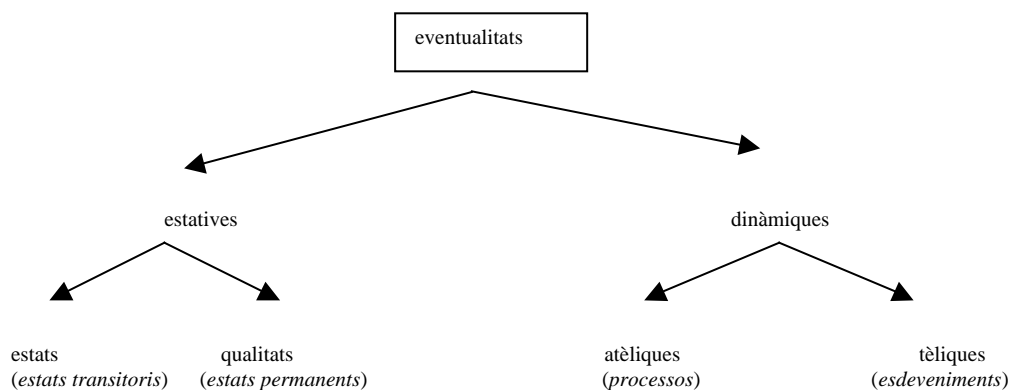 eventualitats
estatives dinàmiques
estats qualitats atèliques tèliques
(estats transitoris) (estats permanents) (processos) (esdeveniments)